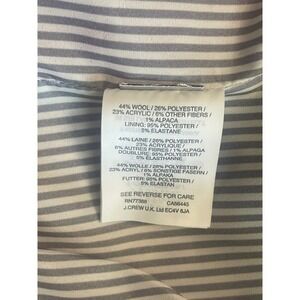 44% WOOL / 26% POLYESTER /
23% ACRYLIC / 6% OTHER FIBERS /
1% ALPACA
LINING: 95% POLYESTER /
5% ELASTANE
44% LAINE / 26% POLYESTER /
23% ACRYLIQUE /
6% AUTRES FIBRES / 1% ALPAGA
DOUBLURE: 95% POLYESTER /
5% ELASTHANNE
44% WOLLE / 26% POLYESTER /
23% ACRYL / 6% SONSTIGE FASERN /
1% ALPAKA
FUTTER: 95% POLYESTER /
5% ELASTAN
SEE REVERSE FOR CARE
RN77388 CA56445
J.CREW U.K. Ltd EC4V 6JA